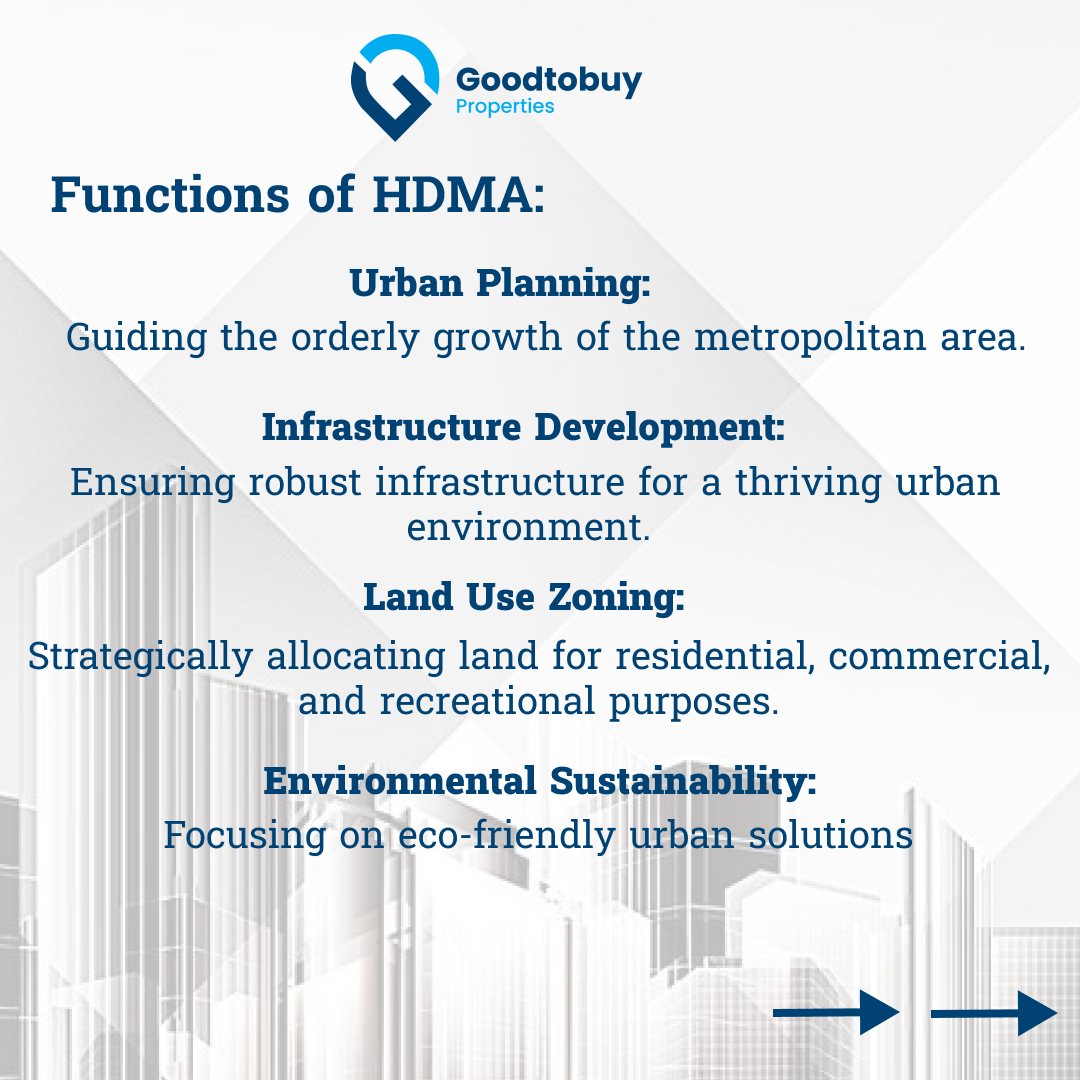 Goodtobuy
Properties
Functions of HDMA:
Urban Planning:
Guiding the orderly growth of the metropolitan area.
Infrastructure Development:
Ensuring robust infrastructure for a thriving urban
environment.
Land Use Zoning:
Strategically allocating land for residential, commercial,
and recreational purposes.
Environmental Sustainability:
Focusing on eco-friendly urban solutions